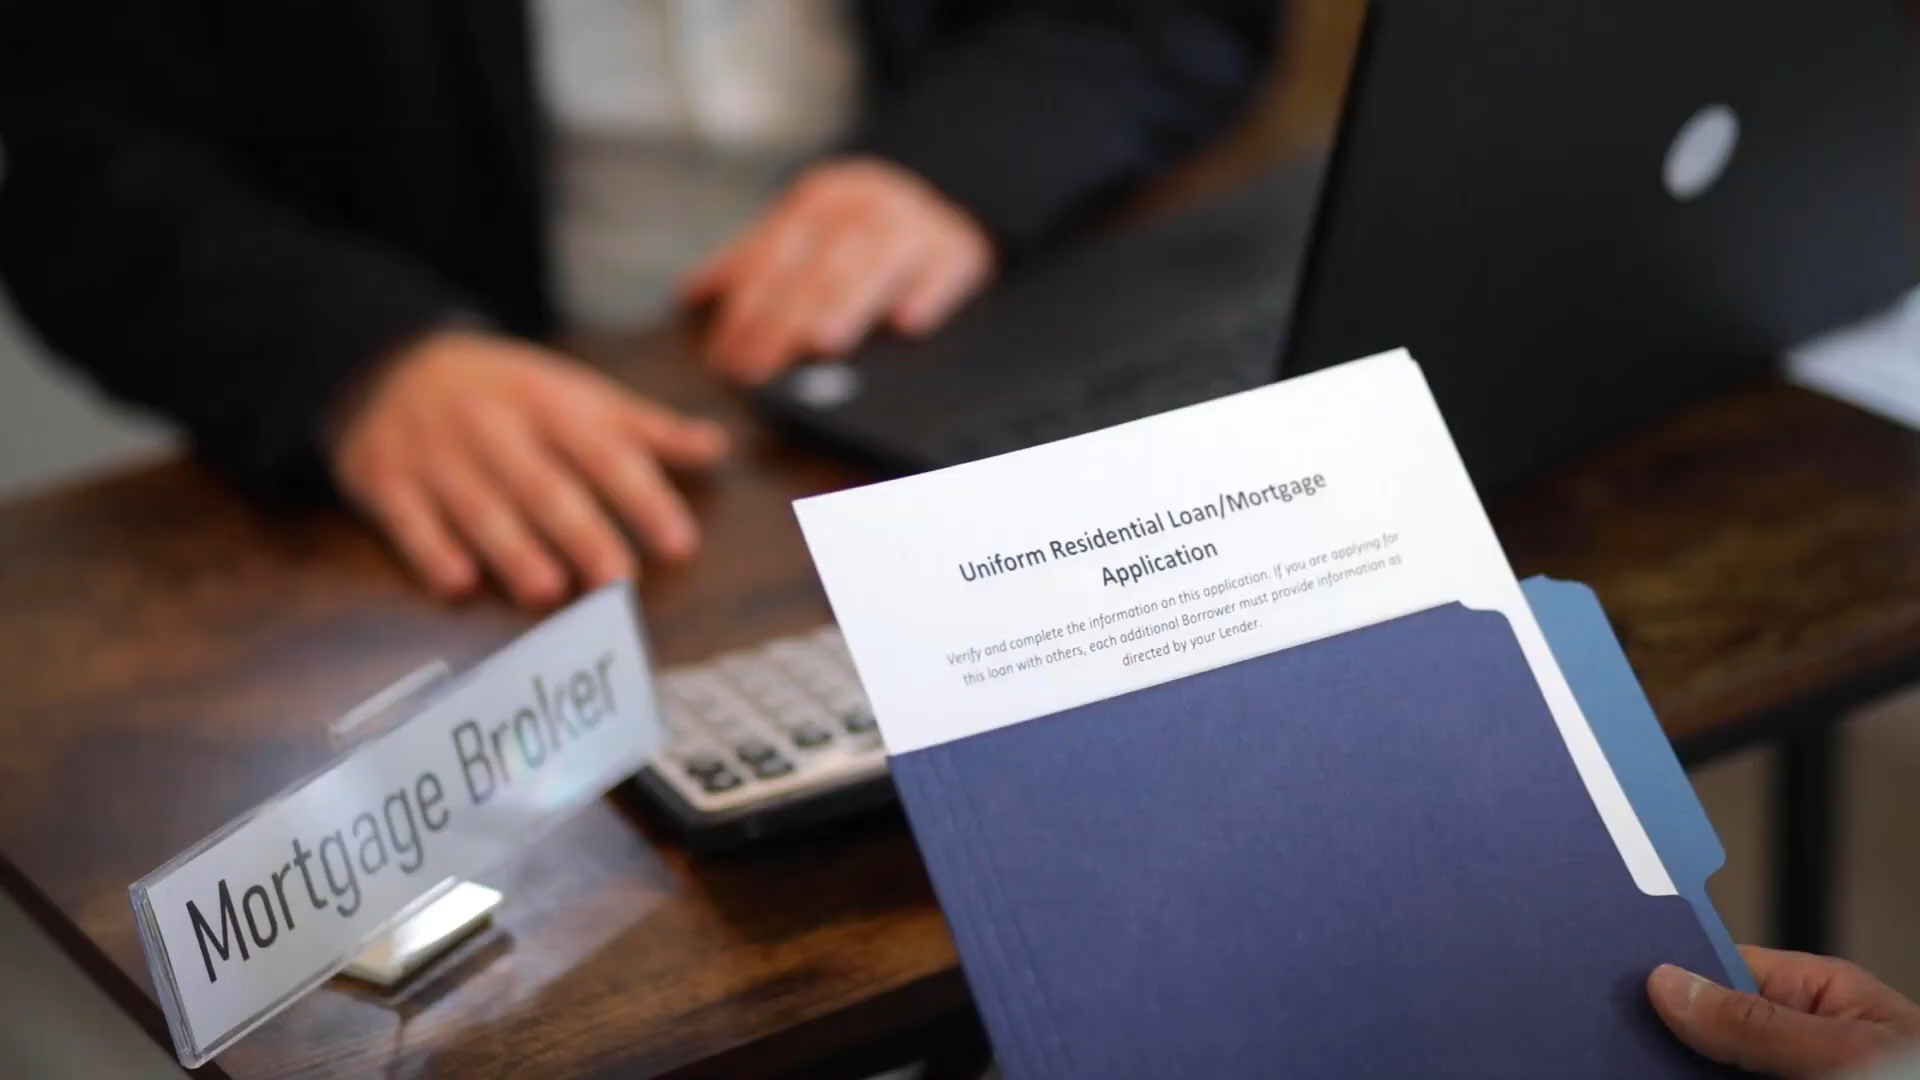 Uniform Residential Loan/Mortgage
Application
Verify and complete the information on this application. If you are applying for
this loan with others, each additional Borrower must provide information as
directed by your Lender.
Mortgage Broker